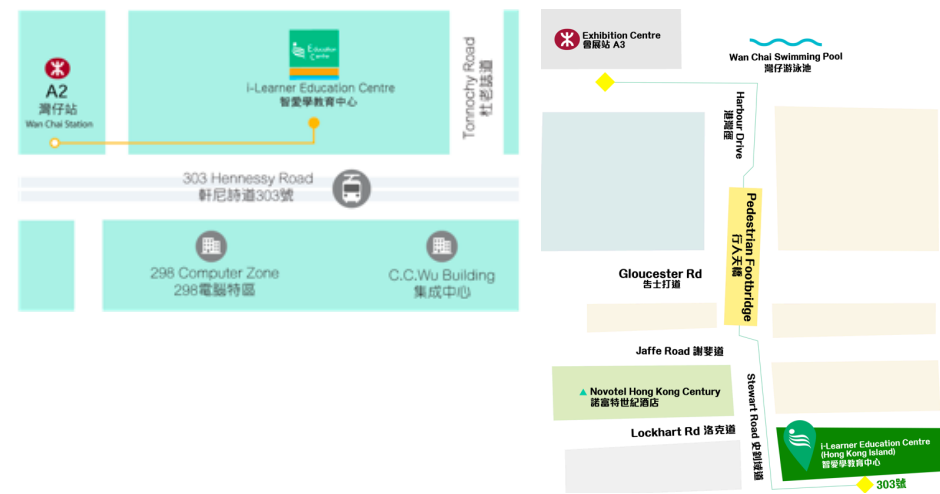 Education
Centre
A2
灣仔站
Wan Chai Station
i-Learner Education Centre
智愛學教育中心
Tonnochy Road
杜老誌道
303 Hennessy Road
軒尼詩道303號
298 Computer Zone
298電腦特區
C.C.Wu Building
集成中心
Exhibition Centre
會展站 A3
Wan Chai Swimming Pool
灣仔游泳池
Harbour Drive
港灣徑
Pedestrian Footbridge
行人天橋
Gloucester Rd
告士打道
Jaffe Road 謝斐道
Novotel Hong Kong Century
諾富特世紀酒店
Stewart Road 史釗域道
Lockhart Rd 洛克道
i-Learner Education Centre
(Hong Kong Island)
智愛學教育中心
303號